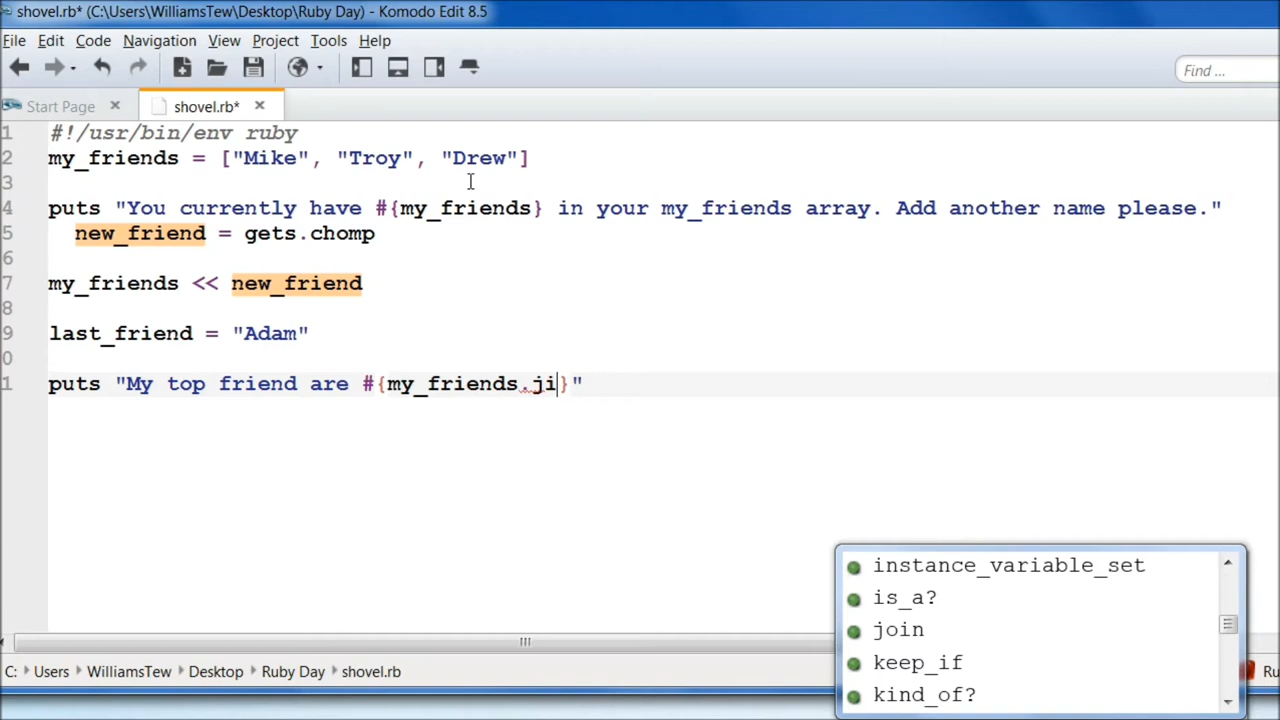 shovel.rb* (C:\Users\WilliamsTew\Desktop\Ruby Day) - Komodo Edit 8.5
File Edit Code Navigation View Project Tools Help
Find ...
Start Page shovel.rb*
1 #!/usr/bin/env ruby
2 my_friends = ["Mike", "Troy", "Drew"]
3
4 puts "You currently have #{my_friends} in your my_friends array. Add another name please."
5 new_friend = gets.chomp
6
7 my_friends << new_friend
8
9 last_friend = "Adam"
0
1 puts "My top friend are #{my_friends.ji}"
instance_variable_set
is_a?
join
keep_if
kind_of?
C: Users WilliamsTew Desktop Ruby Day shovel.rb Ru